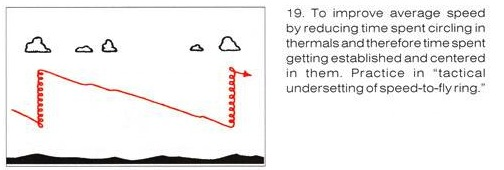 19. To improve average speed
by reducing time spent circling in
thermals and therefore time spent
getting established and centered
in them. Practice in "tactical
undersetting of speed-to-fly ring."